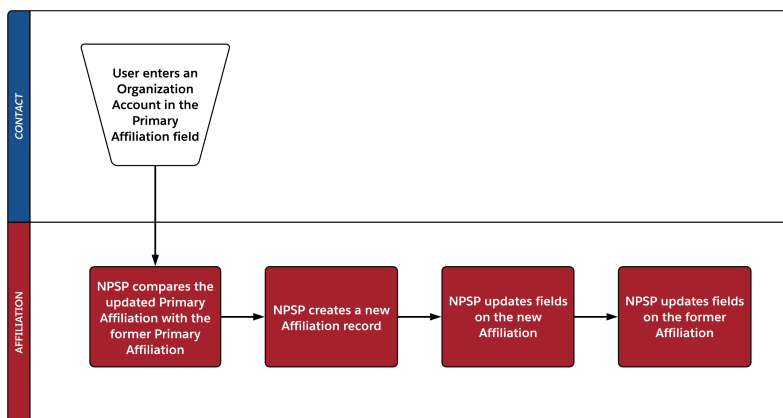 CONTACT
User enters an
Organization
Account in the
Primary
Affiliation field
AFFILIATION
NPSP compares the
updated Primary
Affiliation with the
former Primary
Affiliation
NPSP creates a new
Affiliation record
NPSP updates fields
on the new
Affiliation
NPSP updates fields
on the former
Affiliation